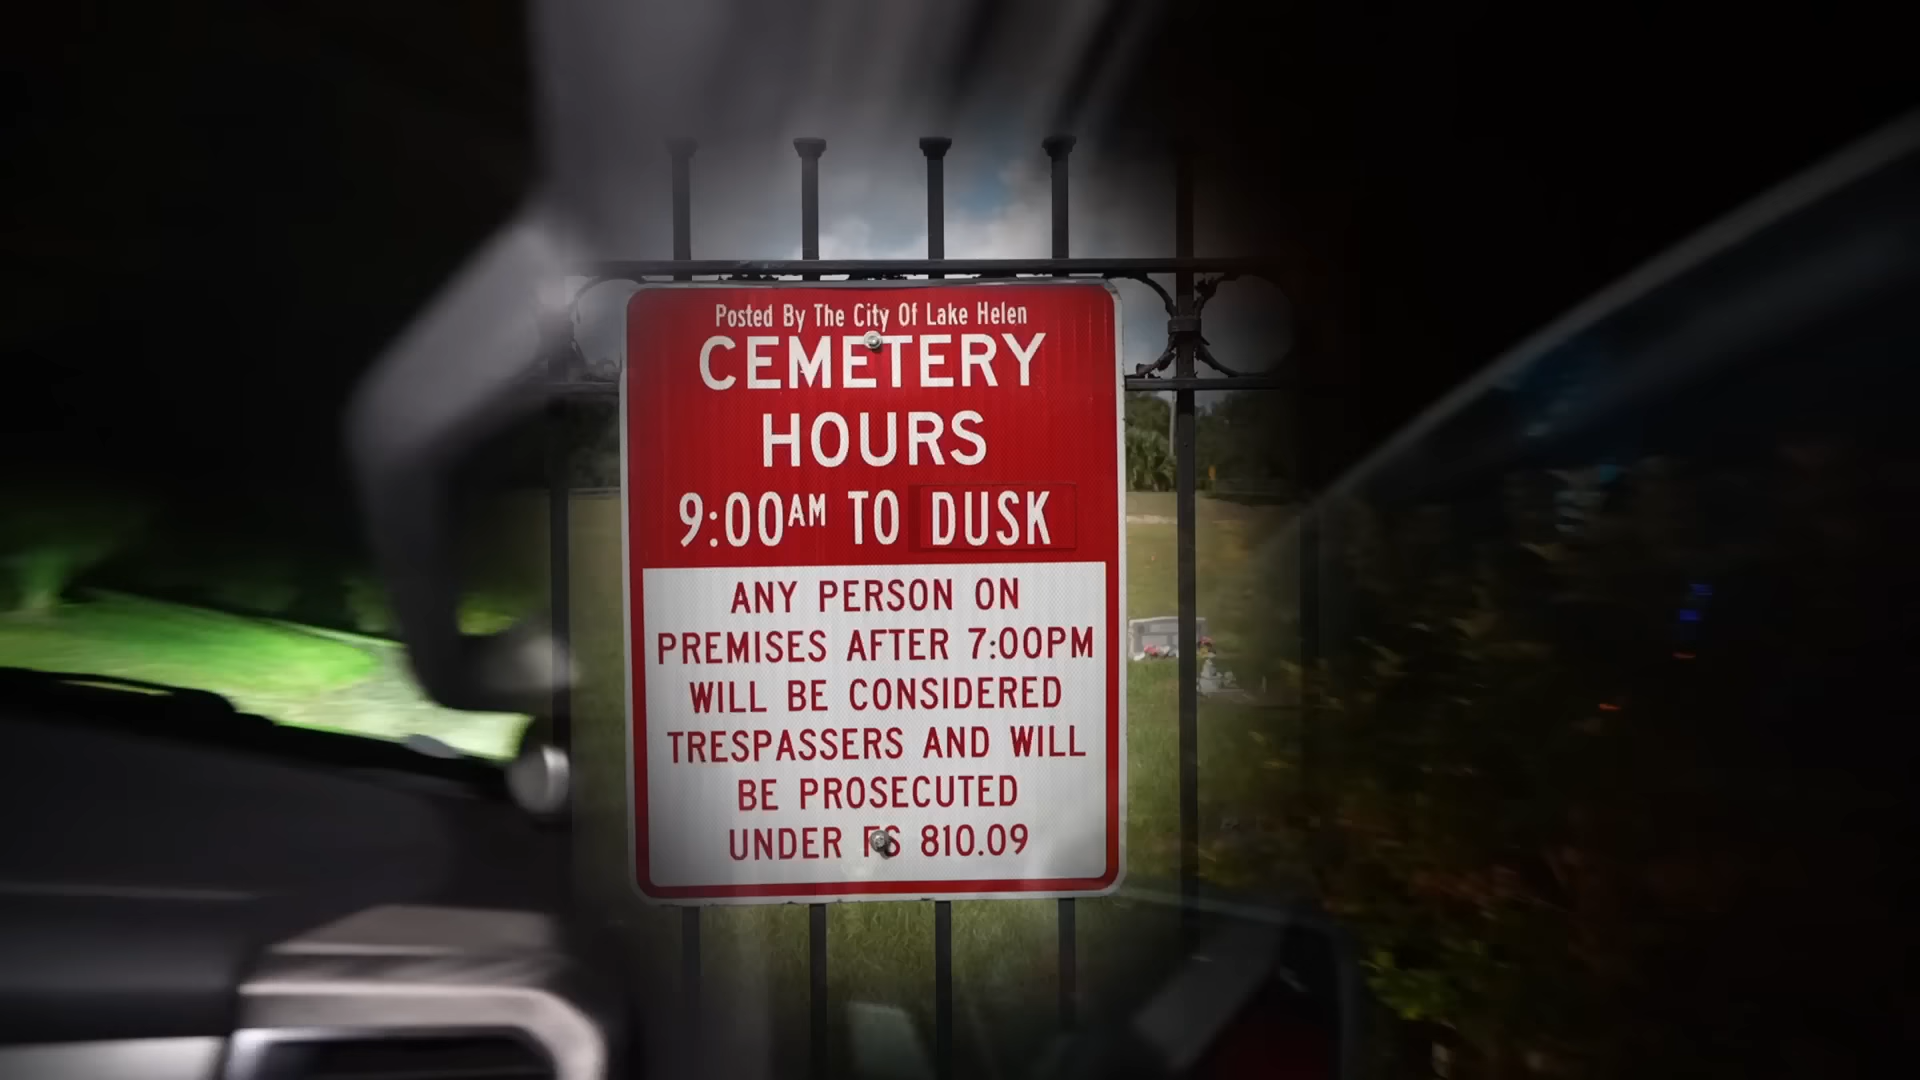 Posted By The City Of Lake Helen
CEMETERY
HOURS
9:00AM TO DUSK
ANY PERSON ON
PREMISES AFTER 7:00PM
WILL BE CONSIDERED
TRESPASSERS AND WILL
BE PROSECUTED
UNDER FS 810.09